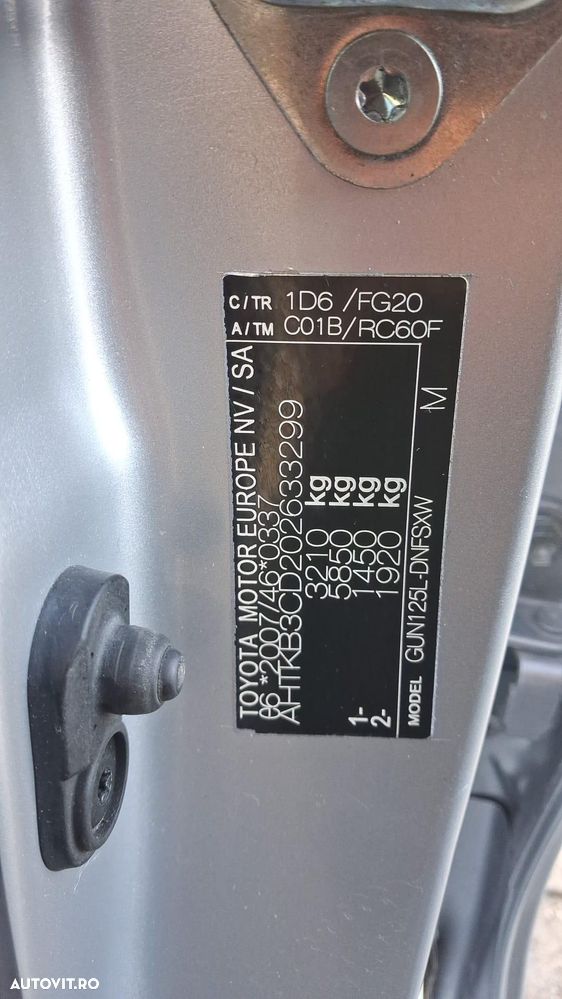 C/TR 1D6 /FG20
A/TM C01B/RC60F
TOYOTA MOTOR EUROPE NV / SA
e6 *2007/46*0337
AHTKB3CD202633299
3210 kg
5850 kg
1- 1450 kg
2- 1920 kg
MODEL GUN125L-DNFSXW M
AUTOVIT.RO